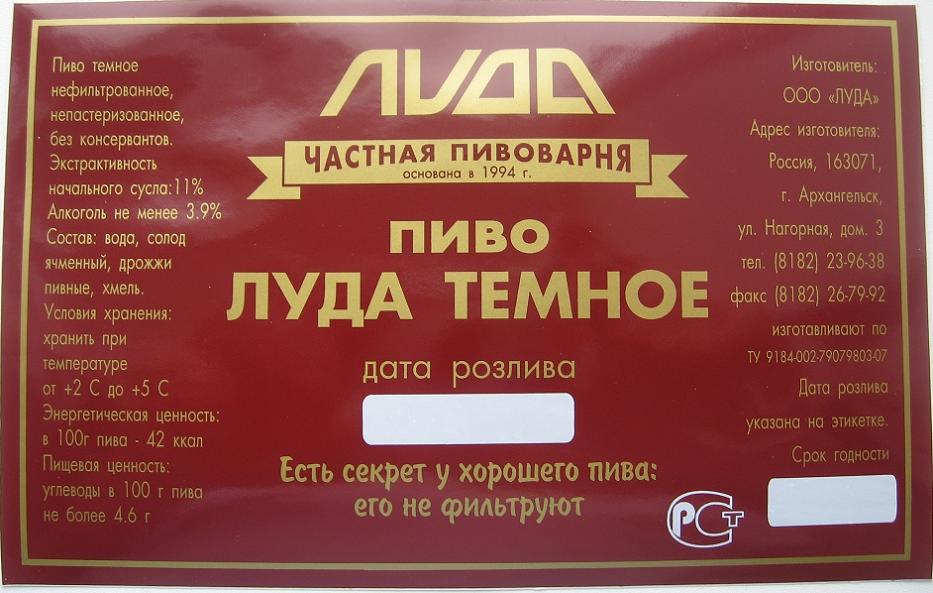 Пиво темное
нефильтрованное,
непастеризованное,
без консервантов.
Экстрактивность
начального сусла:11%
Алкоголь не менее 3.9%
Состав: вода, солод
ячменный, дрожжи
пивные, хмель.
Условия хранения:
хранить при
температуре
от +2 С до +5 С
Энергетическая ценность:
в 100г пива - 42 ккал
Пищевая ценность:
углеводы в 100 г пива
не более 4.6 г
ЛУДА
ЧАСТНАЯ ПИВОВАРНЯ
основана в 1994 г.
ПИВО
ЛУДА ТЕМНОЕ
дата розлива
Есть секрет у хорошего пива:
его не фильтруют
Изготовитель:
ООО «ЛУДА»
Адрес изготовителя:
Россия, 163071,
г. Архангельск,
ул. Нагорная, дом. 3
тел. (8182) 23-96-38
факс (8182) 26-79-92
изготавливают по
ТУ 9184-002-79079803-07
Дата розлива
указана на этикетке.
Срок годности
РСТ